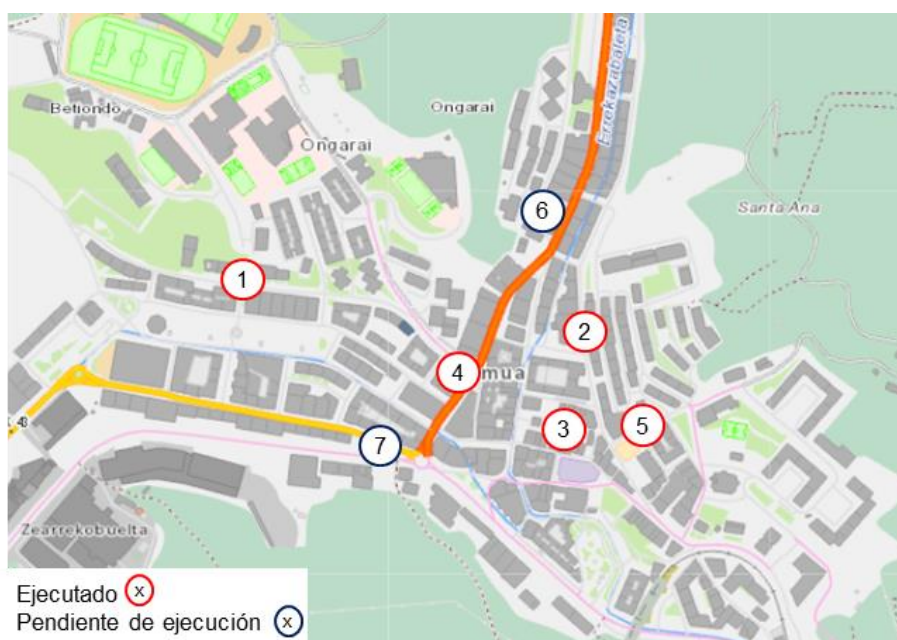 Betiondo
Ongarai
Ongarai
Errekazabaleta
Santa Ana
6
1
2
4
mua
3
5
7
Zearrekobuelta
Ejecutado x
Pendiente de ejecución x